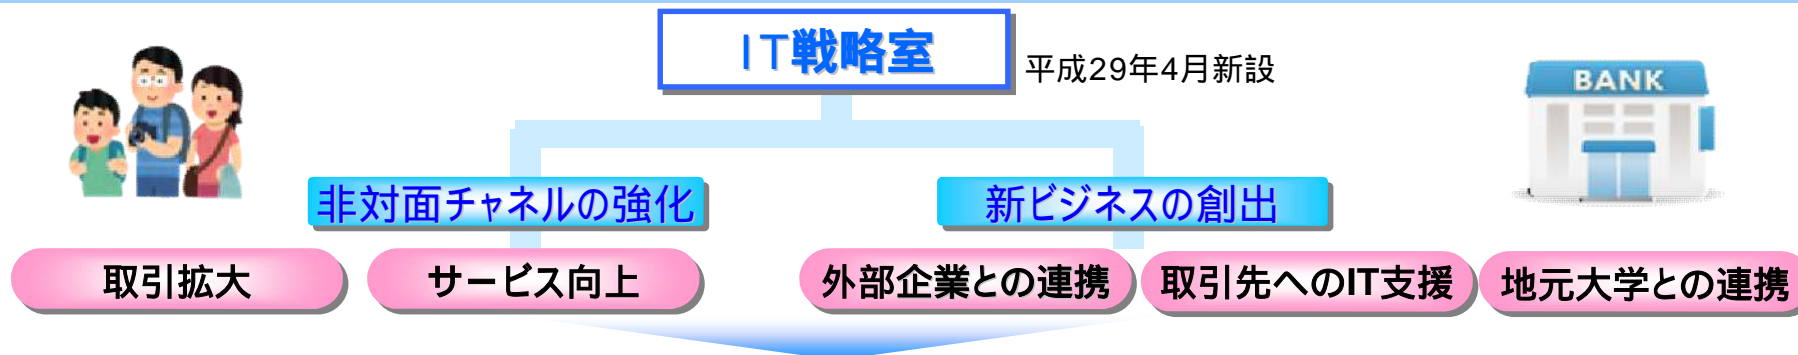 IT戦略室
平成29年4月新設
BANK
非対面チャネルの強化
新ビジネスの創出
取引拡大
サービス向上
外部企業との連携
取引先へのIT支援
地元大学との連携